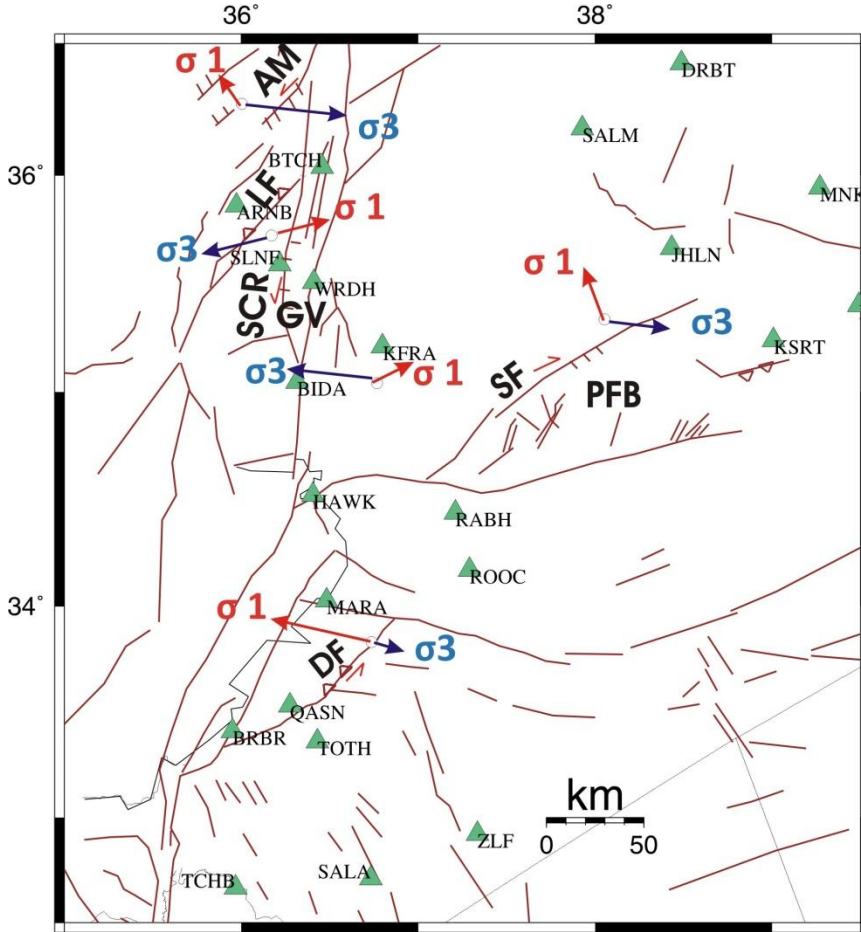 36° 38°
σ 1
AM
DRBT
σ3
SALM
36°
BTCH
LF
MNK
ARNB
σ 1
σ3
SLNF
JHLN
σ 1
WRDH
SCR
GV
σ3
KSRT
KFRA
σ3
σ 1
BIDA
SF
PFB
HAWK
RABH
ROOC
34°
σ 1
MARA
σ3
DF
QASN
BRBR
TOTH
km
0 50
ZLF
SALA
TCHB